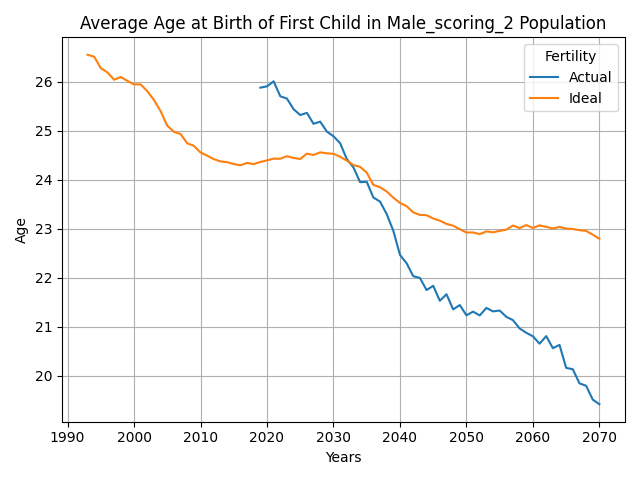 Average Age at Birth of First Child in Male_scoring_2 Population
Fertility
Actual
Ideal
Age
26
25
24
23
22
21
20
1990 2000 2010 2020 2030 2040 2050 2060 2070
Years